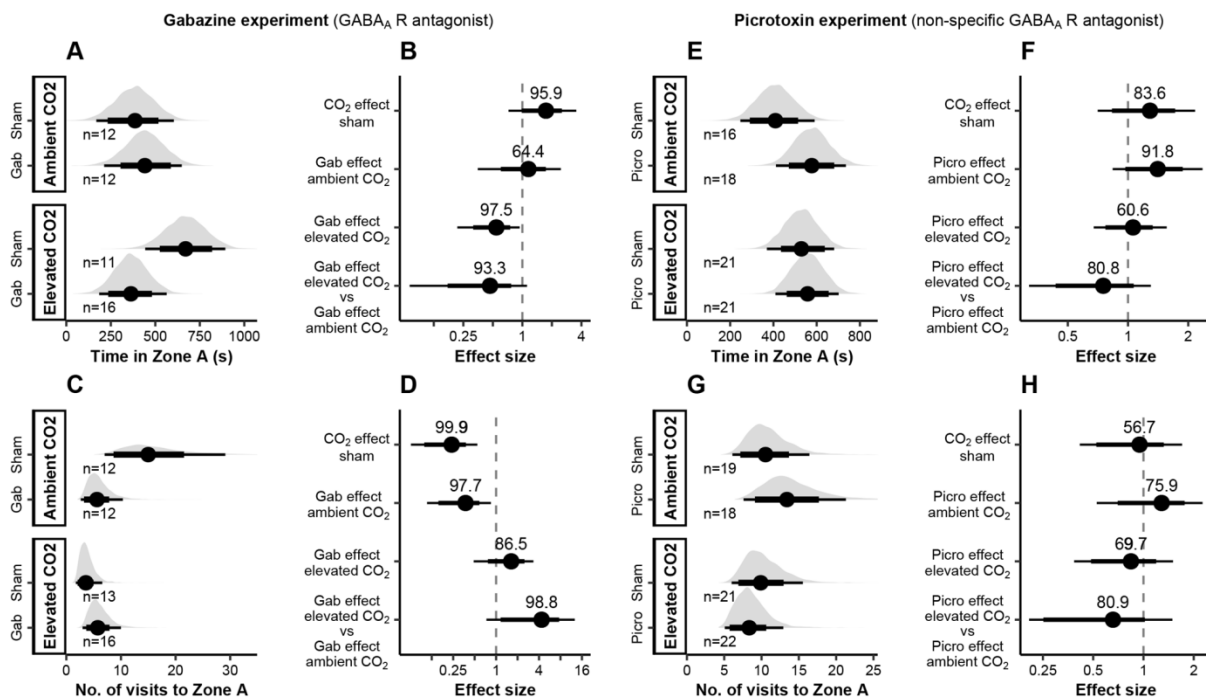 Gabazine experiment (GABAA R antagonist)
Picrotoxin experiment (non-specific GABAA R antagonist)
A
Ambient CO2
Sham
n=12
Gab
n=12
Elevated CO2
Sham
n=11
Gab
n=16
0 250 500 750 1000
Time in Zone A (s)
B
CO2 effect
sham
95.9
Gab effect
ambient CO2
64.4
Gab effect
elevated CO2
97.5
Gab effect
elevated CO2
vs
Gab effect
ambient CO2
93.3
0.25 1 4
Effect size
E
Ambient CO2
Sham
n=16
Picro
n=18
Elevated CO2
Sham
n=21
Picro
n=21
0 200 400 600 800
Time in Zone A (s)
F
CO2 effect
sham
83.6
Picro effect
ambient CO2
91.8
Picro effect
elevated CO2
60.6
Picro effect
elevated CO2
vs
Picro effect
ambient CO2
80.8
0.5 1 2
Effect size
C
Ambient CO2
Sham
n=12
Gab
n=12
Elevated CO2
Sham
n=13
Gab
n=16
0 10 20 30
No. of visits to Zone A
D
CO2 effect
sham
99.9
Gab effect
ambient CO2
97.7
Gab effect
elevated CO2
86.5
Gab effect
elevated CO2
vs
Gab effect
ambient CO2
98.8
0.25 1 4 16
Effect size
G
Ambient CO2
Sham
n=19
Picro
n=18
Elevated CO2
Sham
n=21
Picro
n=22
5 10 15 20 25
No. of visits to Zone A
H
CO2 effect
sham
56.7
Picro effect
ambient CO2
75.9
Picro effect
elevated CO2
69.7
Picro effect
elevated CO2
vs
Picro effect
ambient CO2
80.9
0.25 0.5 1 2
Effect size